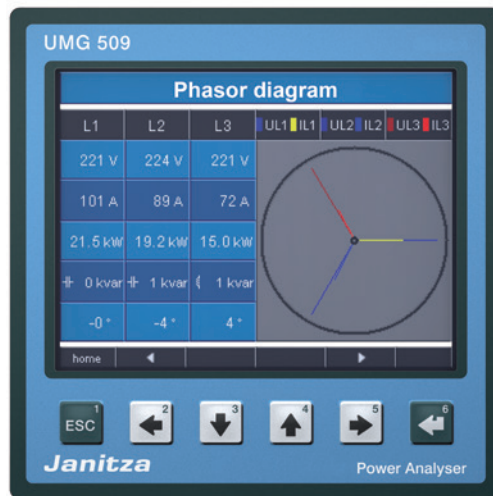 UMG 509
Phasor diagram
L1 L2 L3 UL1 IL1 UL2 IL2 UL3 IL3
221 V 224 V 221 V
101 A 89 A 72 A
21.5 kW 19.2 kW 15.0 kW
0 kvar 1 kvar 1 kvar
-0 ° -4 ° 4 °
home
ESC 1 2 3 4 5 6
Janitza Power Analyser